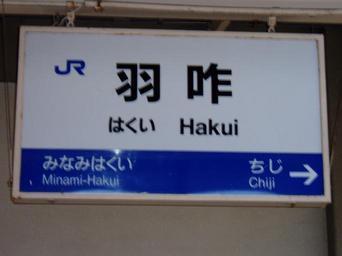 JR 羽咋
はくい Hakui
みなみはくい ちじ
Minami-Hakui Chiji →